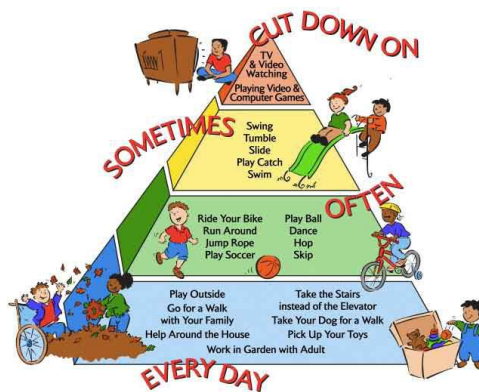 CUT DOWN ON
TV
& Video
Watching
Playing Video &
Computer Games
SOMETIMES
Swing
Tumble
Slide
Play Catch
Swim
OFTEN
Ride Your Bike
Run Around
Jump Rope
Play Soccer
Play Ball
Dance
Hop
Skip
Play Outside
Go for a Walk
with Your Family
Help Around the House
Take the Stairs
instead of the Elevator
Take Your Dog for a Walk
Pick Up Your Toys
Work in Garden with Adult
EVERY DAY